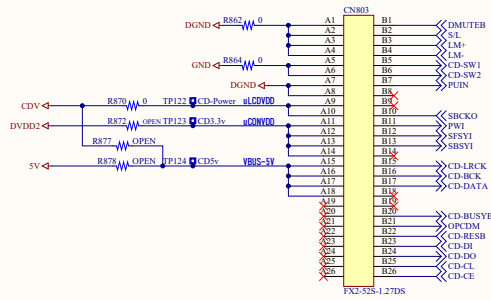 CN803
DGND R862 0 A1 B1 DMUTEB
A2 B2 S/L
A3 B3 LM+
A4 B4 LM-
GND R864 0 A5 B5 CD-SW1
A6 B6 CD-SW2
DGND A7 B7 PUIN
A8 B8
CDV R870 0 TP122 CD-Power uLCDVDD A9 B9
A10 B10 SBCKO
DVDD2 R872 OPEN TP123 CD3.3v uCONVDD A11 B11 PWI
A12 B12 SFSYI
R877 OPEN A13 B13 SBSYI
A14 B14
5V R878 OPEN TP124 CD5v VBUS-5V A15 B15 CD-LRCK
A16 B16 CD-BCK
A17 B17 CD-DATA
A18 B18
A19 B19
A20 B20 CD-BUSYB
A21 B21 OPCDM
A22 B22 CD-RESB
A23 B23 CD-DI
A24 B24 CD-DO
A25 B25 CD-CL
A26 B26 CD-CE
FX2-52S-1.27DS